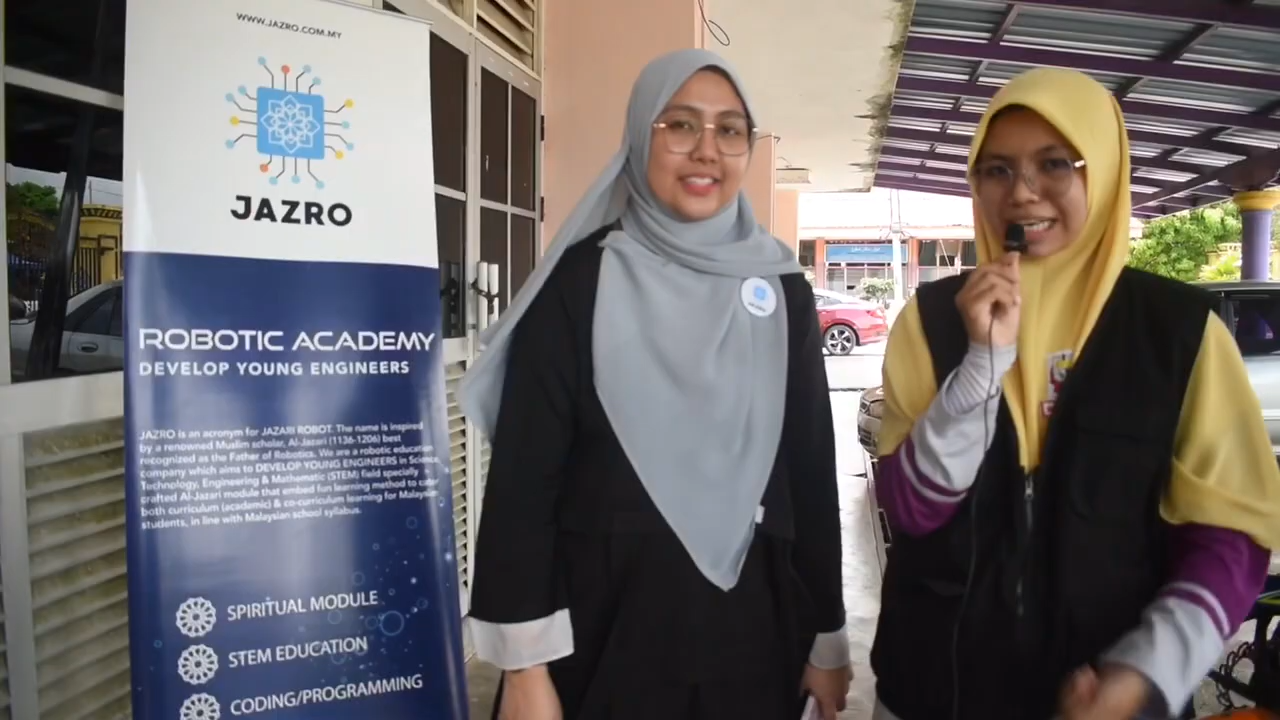 WWW.JAZRO.COM.MY
JAZRO
ROBOTIC ACADEMY
DEVELOP YOUNG ENGINEERS
JAZRO is an acronym for JAZARI ROBOT. The name is inspired
by a renowned Muslim scholar, Al-Jazari (1136-1206) best
recognized as the Father of Robotics. We are a robotic education
company which aims to DEVELOP YOUNG ENGINEERS in Science,
Technology, Engineering & Mathematic (STEM) field specially
crafted Al-Jazari module that embed fun learning method to cater
both curriculum (academic) & co-curriculum learning for Malaysian
students, in line with Malaysian school syllabus.
SPIRITUAL MODULE
STEM EDUCATION
CODING/PROGRAMMING